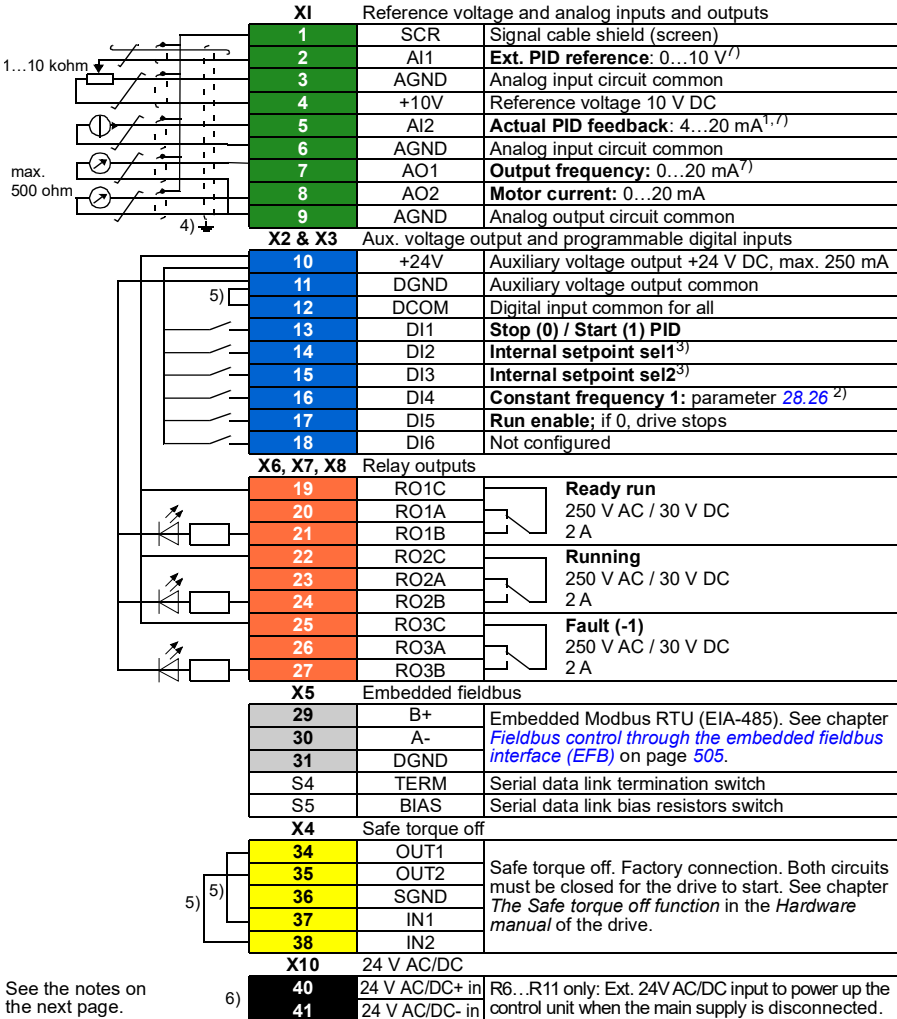 XI Reference voltage and analog inputs and outputs
1 SCR Signal cable shield (screen)
1…10 kohm
2 AI1 Ext. PID reference: 0…10 V7)
3 AGND Analog input circuit common
4 +10V Reference voltage 10 V DC
5 AI2 Actual PID feedback: 4…20 mA1,7)
6 AGND Analog input circuit common
max.
500 ohm
7 AO1 Output frequency: 0…20 mA7)
8 AO2 Motor current: 0…20 mA
9 AGND Analog output circuit common
4)
X2 & X3 Aux. voltage output and programmable digital inputs
10 +24V Auxiliary voltage output +24 V DC, max. 250 mA
11 DGND Auxiliary voltage output common
5)
12 DCOM Digital input common for all
13 DI1 Stop (0) / Start (1) PID
14 DI2 Internal setpoint sel13)
15 DI3 Internal setpoint sel23)
16 DI4 Constant frequency 1: parameter 28.26 2)
17 DI5 Run enable; if 0, drive stops
18 DI6 Not configured
X6, X7, X8 Relay outputs
19 RO1C Ready run
20 RO1A 250 V AC / 30 V DC
21 RO1B 2 A
22 RO2C Running
23 RO2A 250 V AC / 30 V DC
24 RO2B 2 A
25 RO3C Fault (-1)
26 RO3A 250 V AC / 30 V DC
27 RO3B 2 A
X5 Embedded fieldbus
29 B+
30 A-
31 DGND
Embedded Modbus RTU (EIA-485). See chapter
Fieldbus control through the embedded fieldbus
interface (EFB) on page 505.
S4 TERM Serial data link termination switch
S5 BIAS Serial data link bias resistors switch
X4 Safe torque off
34 OUT1
35 OUT2
36 SGND
37 IN1
38 IN2
5) 5)
Safe torque off. Factory connection. Both circuits
must be closed for the drive to start. See chapter
The Safe torque off function in the Hardware
manual of the drive.
X10 24 V AC/DC
40 24 V AC/DC+ in R6…R11 only: Ext. 24V AC/DC input to power up the
41 24 V AC/DC- in control unit when the main supply is disconnected.
6)
See the notes on
the next page.